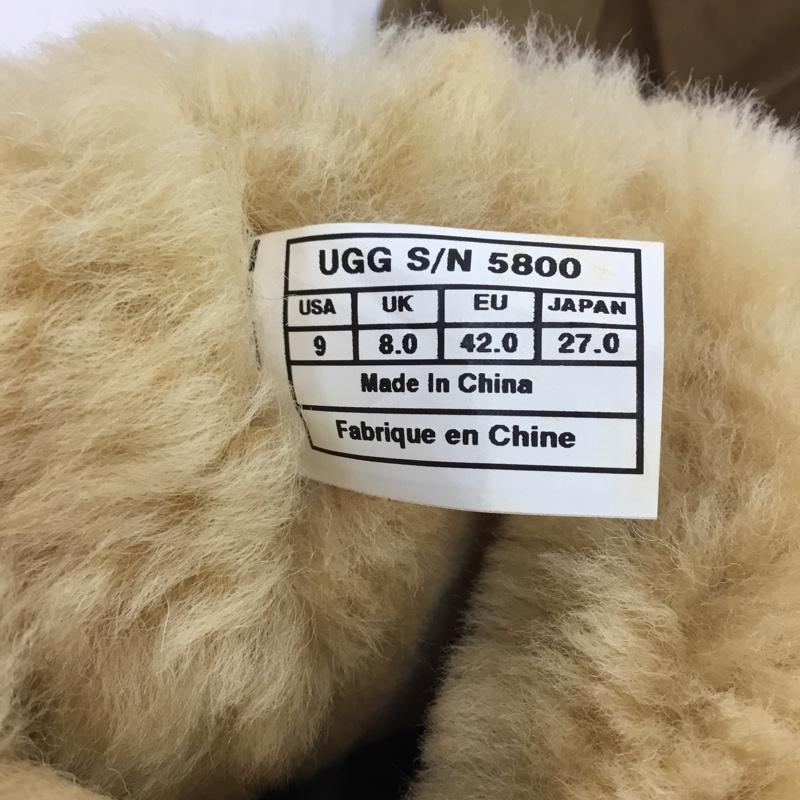 UGG S/N 5800
USA UK EU JAPAN
9 8.0 42.0 27.0
Made In China
Fabrique en Chine